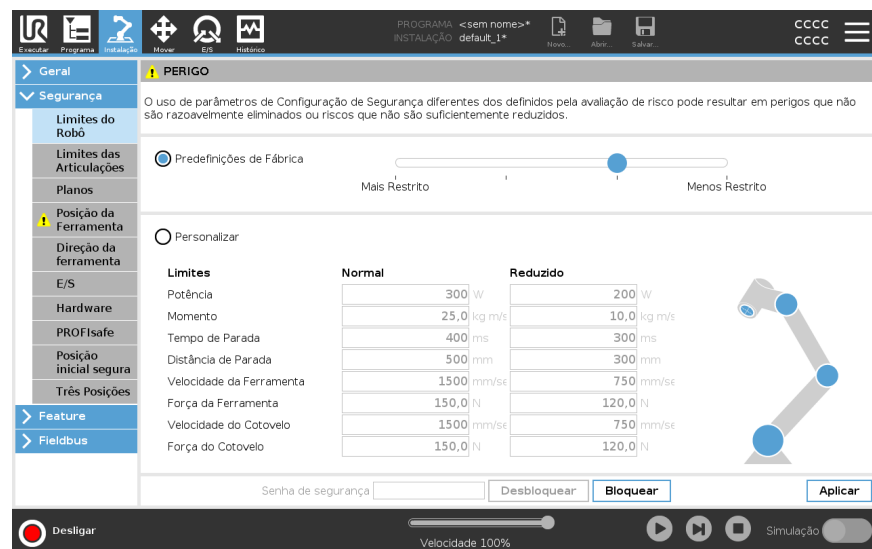 PROGRAMA <sem nome>*
INSTALAÇÃO default_1*
CCCC
CCCC
Executar Programa Instalação Mover E/S Histórico Novo... Abrir... Salvar...
Geral
PERIGO
Segurança
O uso de parâmetros de Configuração de Segurança diferentes dos definidos pela avaliação de risco pode resultar em perigos que não
são razoavelmente eliminados ou riscos que não são suficientemente reduzidos.
Limites do
Robô
Limites das
Articulações
Planos
Posição da
Ferramenta
Direção da
ferramenta
E/S
Hardware
PROFIsafe
Posição
inicial segura
Três Posições
Feature
Fieldbus
Predefinições de Fábrica
Mais Restrito Menos Restrito
Personalizar
Limites Normal Reduzido
Potência 300 W 200 W
Momento 25,0 kg m/s 10,0 kg m/s
Tempo de Parada 400 ms 300 ms
Distância de Parada 500 mm 300 mm
Velocidade da Ferramenta 1500 mm/se 750 mm/se
Força da Ferramenta 150,0 N 120,0 N
Velocidade do Cotovelo 1500 mm/se 750 mm/se
Força do Cotovelo 150,0 N 120,0 N
Senha de segurança Desbloquear Bloquear Aplicar
Desligar
Velocidade 100%
Simulação